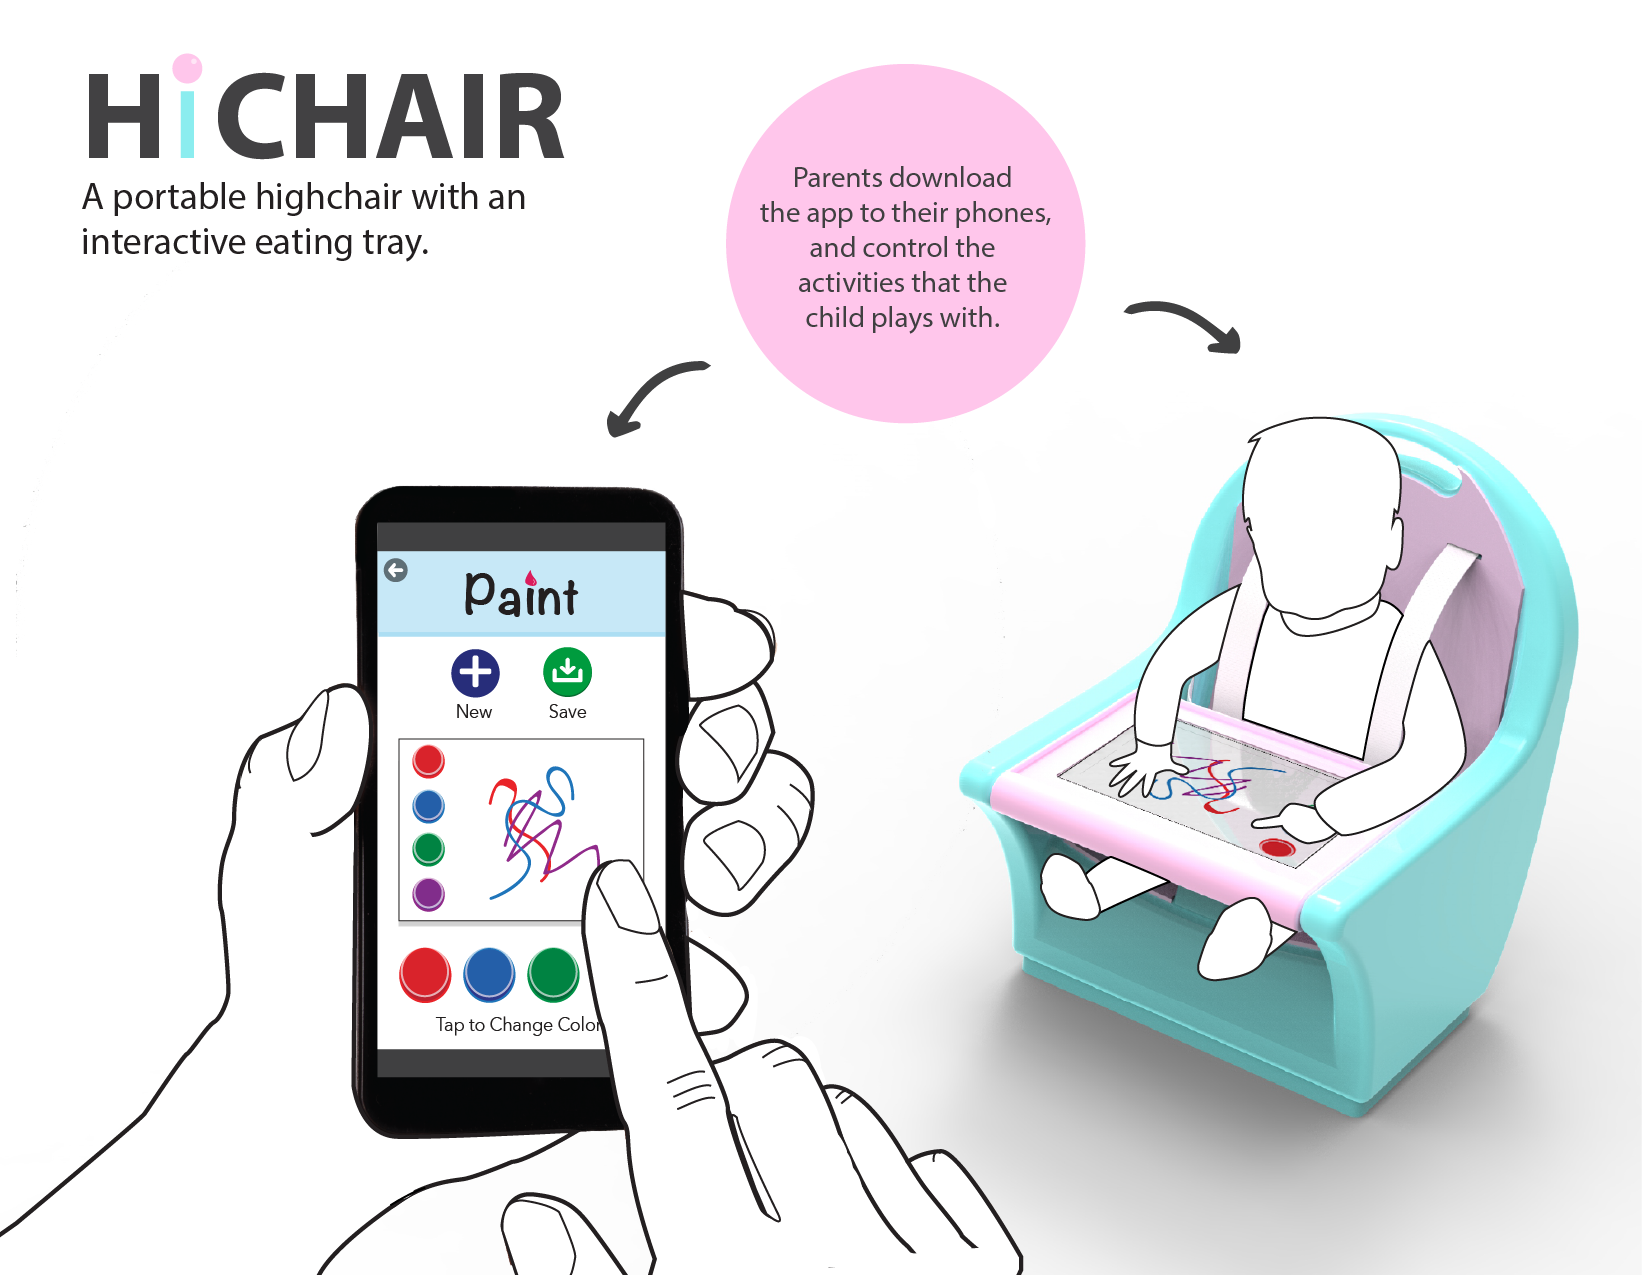 HiCHAIR
A portable highchair with an
interactive eating tray.
Parents download
the app to their phones,
and control the
activities that the
child plays with.
Paint
New
Save
Tap to Change Color